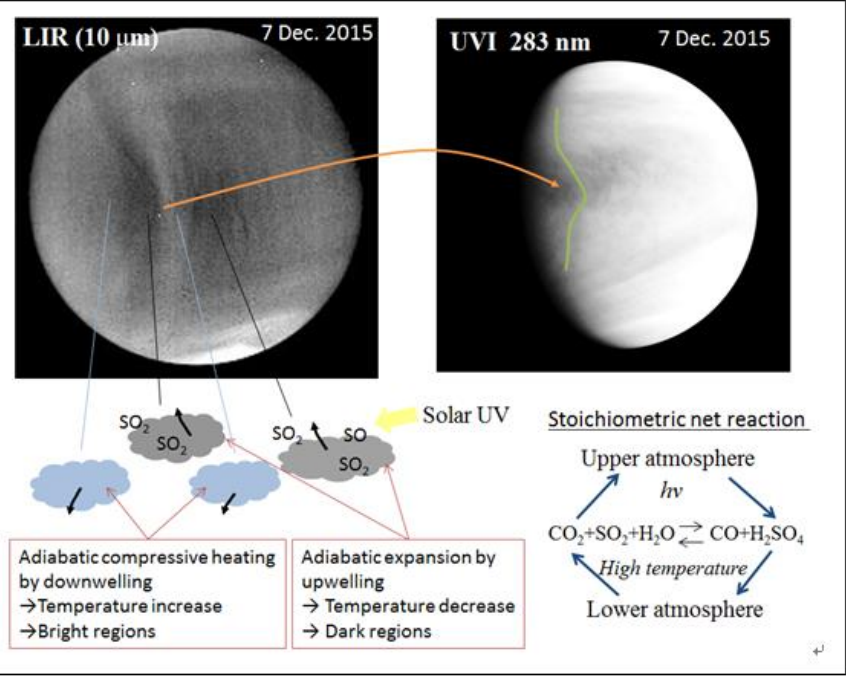 LIR (10 μm)
7 Dec. 2015
UVI 283 nm
7 Dec. 2015
SO₂
SO₂
SO₂
SO
SO₂
Solar UV
Adiabatic compressive heating
by downwelling
→Temperature increase
→Bright regions
Adiabatic expansion by
upwelling
→ Temperature decrease
→ Dark regions
Stoichiometric net reaction
Upper atmosphere
hν
CO₂+SO₂+H₂O ⇄ CO+H₂SO₄
High temperature
Lower atmosphere